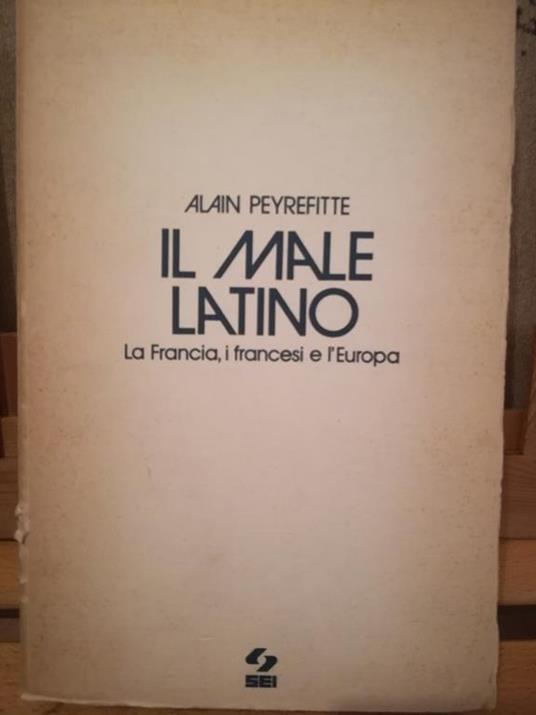 ALAIN PEYREFITTE
IL MALE
LATINO
La Francia, i francesi e l'Europa
SEI